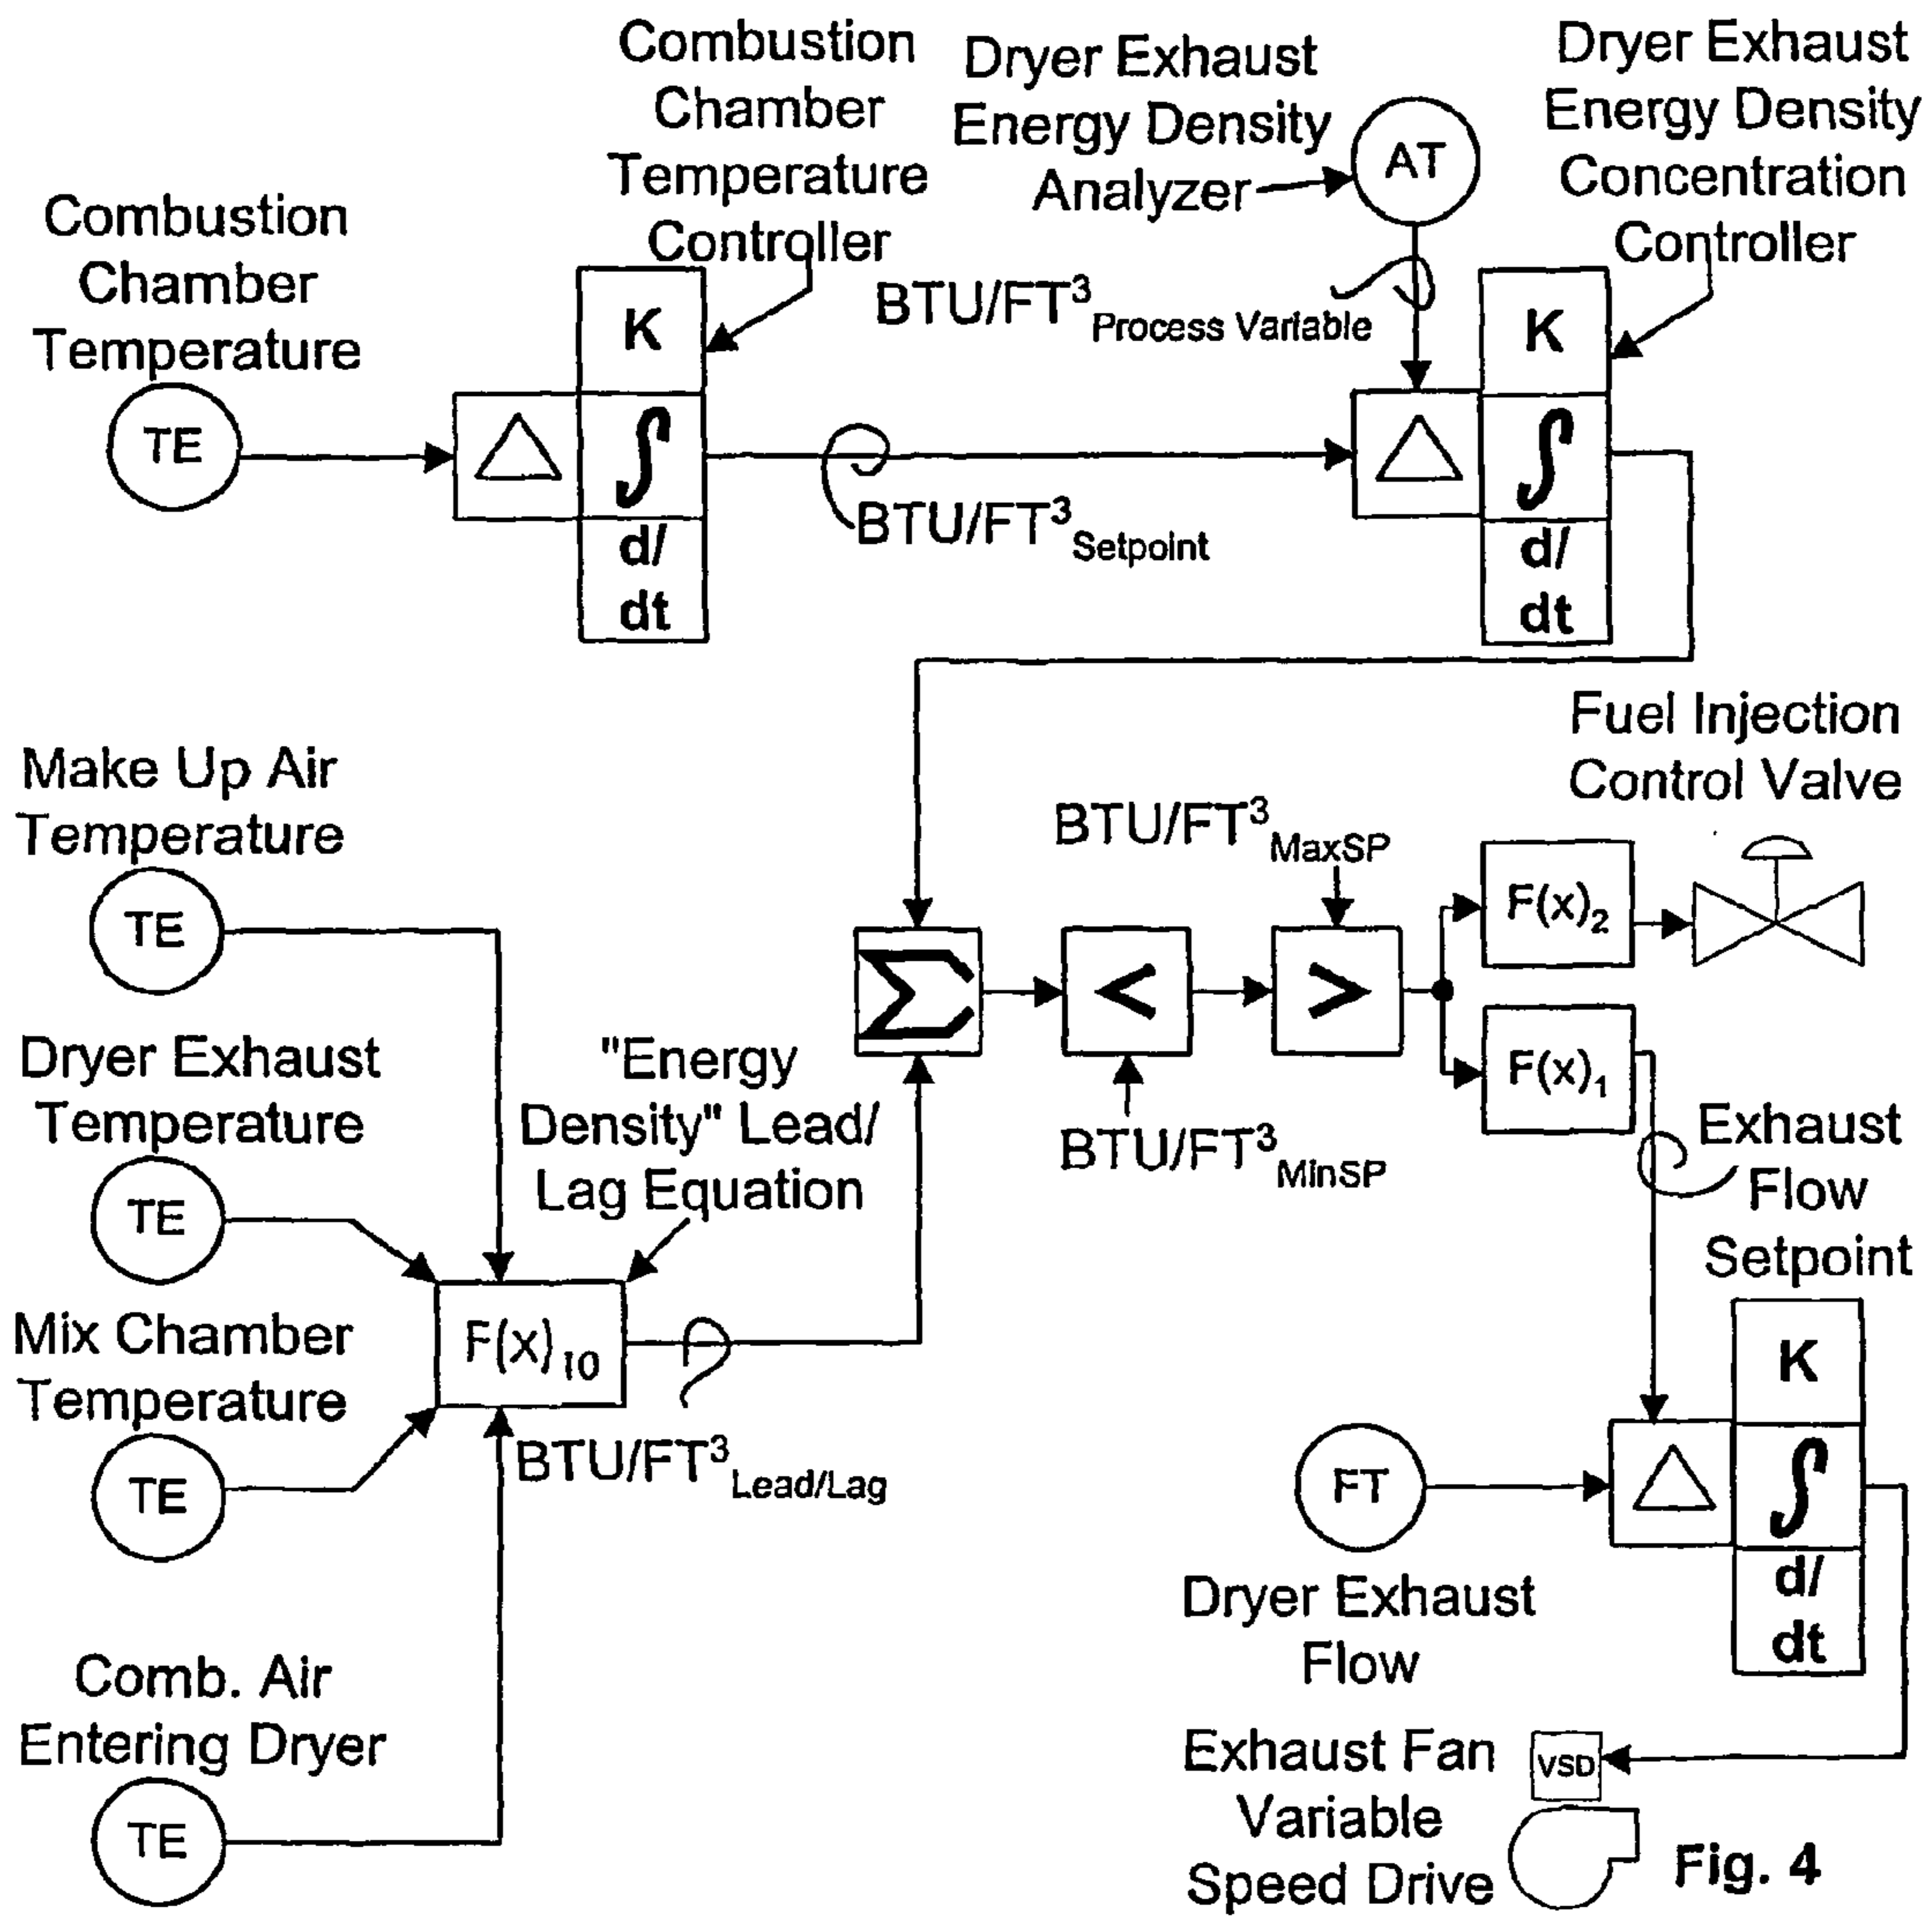 Combustion
Chamber
Temperature
Controller
Dryer Exhaust
Energy Density
Analyzer
AT
Dryer Exhaust
Energy Density
Concentration
Controller
Combustion
Chamber
Temperature
TE
K
△ ∫
d/
dt
BTU/FT³Process Variable
BTU/FT³Setpoint
K
△ ∫
d/
dt
Make Up Air
Temperature
TE
Dryer Exhaust
Temperature
TE
Mix Chamber
Temperature
TE
Comb. Air
Entering Dryer
TE
"Energy
Density" Lead/
Lag Equation
F(x)10
BTU/FT³Lead/Lag
Σ
<
BTU/FT³MinSP
BTU/FT³MaxSP
>
F(x)2
Fuel Injection
Control Valve
F(x)1
Exhaust
Flow
Setpoint
FT
Dryer Exhaust
Flow
K
△ ∫
d/
dt
Exhaust Fan
Variable
Speed Drive
VSD
Fig. 4